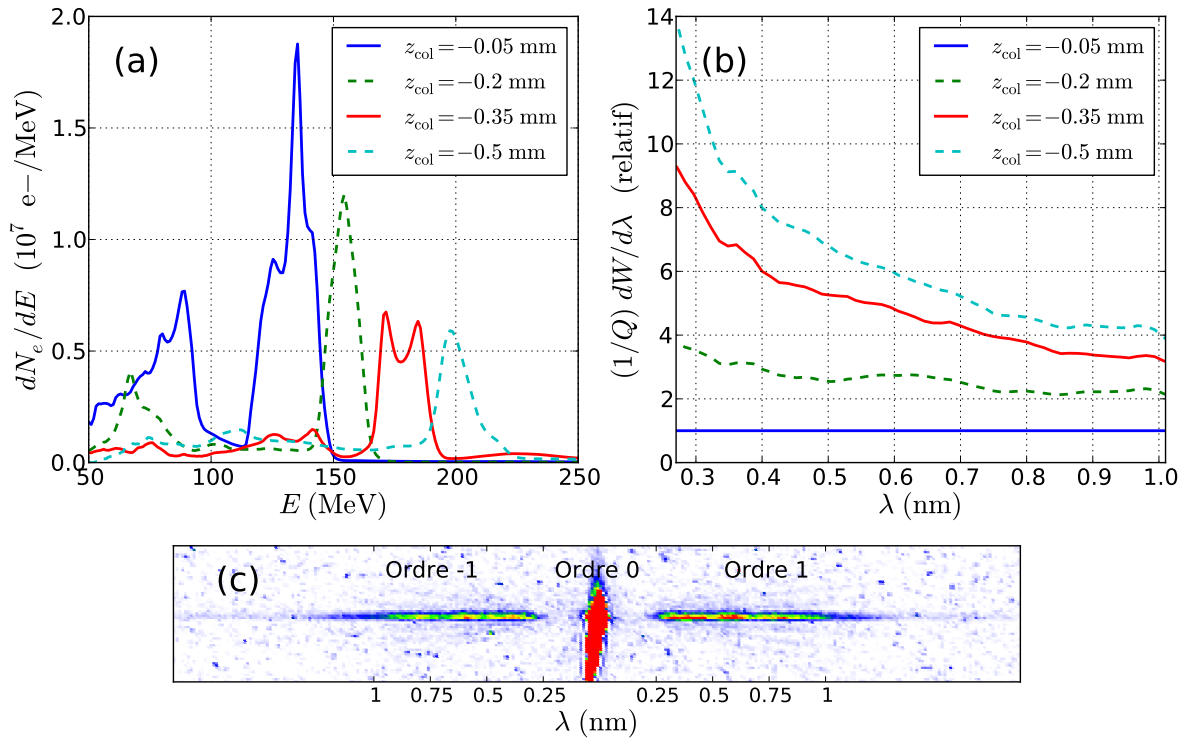 (a)
z_col=−0.05 mm
z_col=−0.2 mm
z_col=−0.35 mm
z_col=−0.5 mm
2.0
1.5
1.0
0.5
0.0
dN_e/dE (10^7 e−/MeV)
50 100 150 200 250
E (MeV)
(b)
z_col=−0.05 mm
z_col=−0.2 mm
z_col=−0.35 mm
z_col=−0.5 mm
14
12
10
8
6
4
2
0
(1/Q) dW/dλ (relatif)
0.3 0.4 0.5 0.6 0.7 0.8 0.9 1.0
λ (nm)
(c)
Ordre -1 Ordre 0 Ordre 1
1 0.75 0.5 0.25 0.25 0.5 0.75 1
λ (nm)